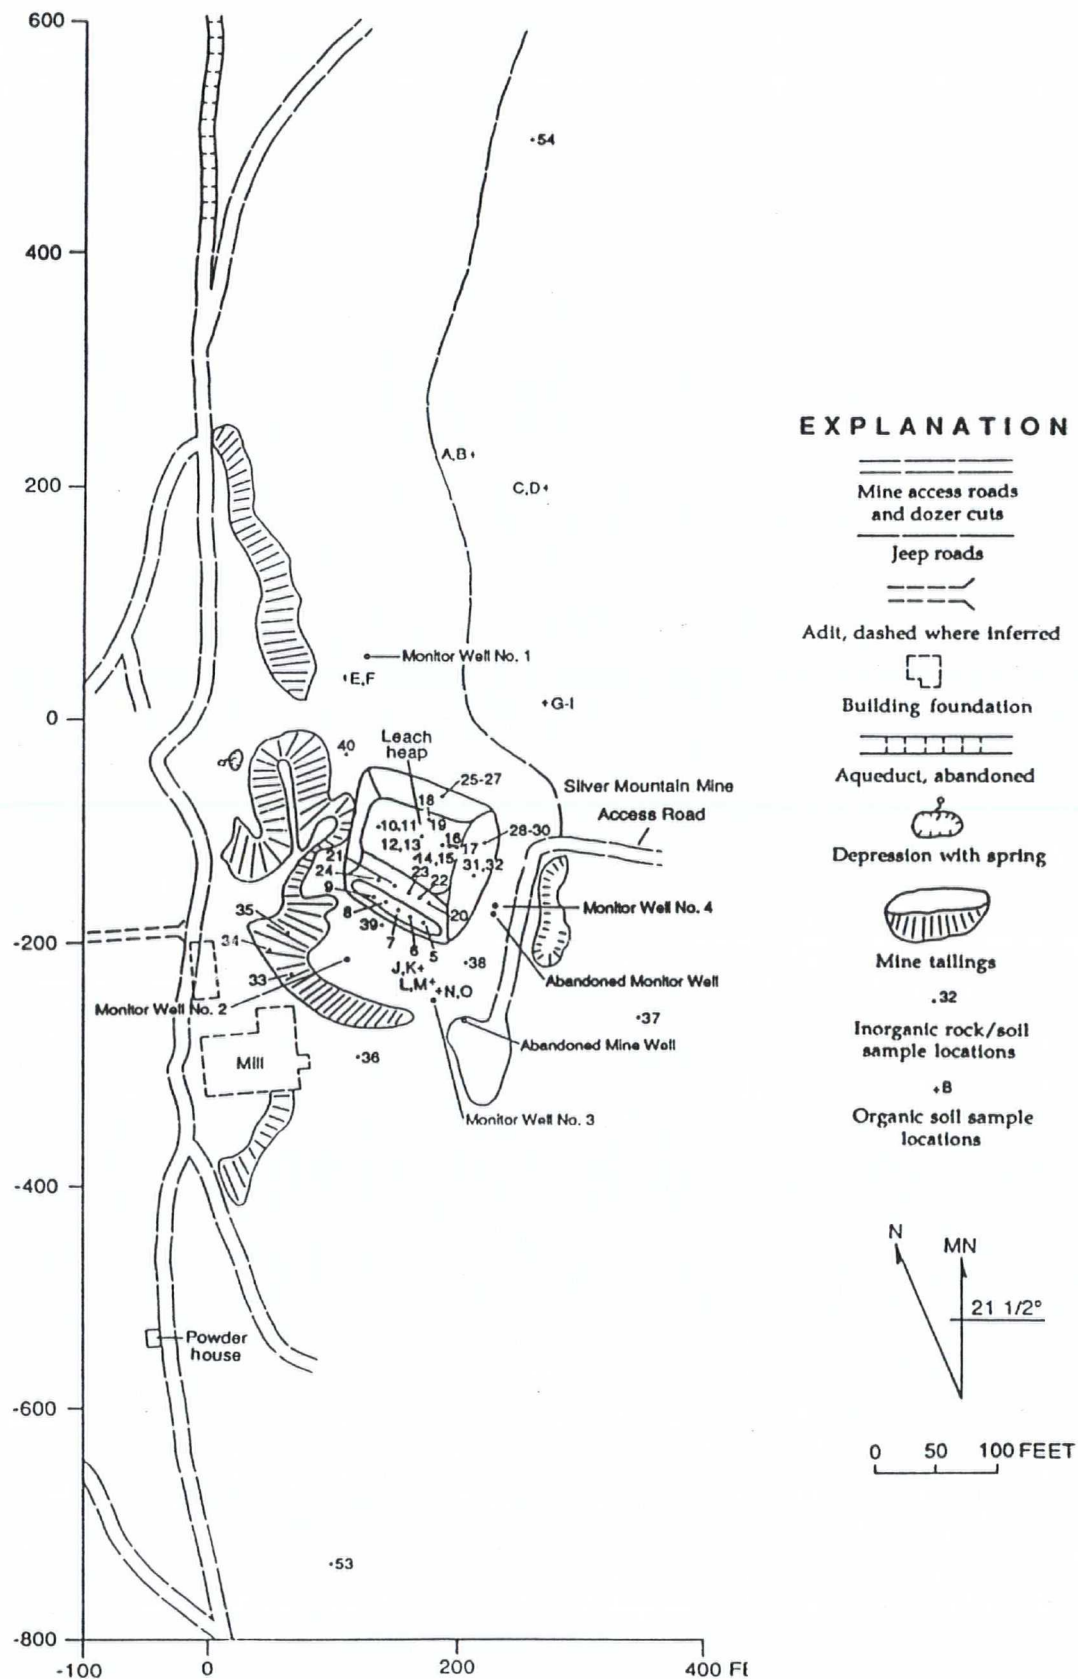 600
400
200
0
-200
-400
-600
-800
-100
0
200
400 FE
.54
A,B+
C,D+
Monitor Well No. 1
+E,F
+G-I
40
Leach
heap
25-27
Silver Mountain Mine
Access Road
18
10,11
19
28-30
12,13
16
17
14,15
31,32
21
24
23
22
9
8
20
35
39
7
6
5
34
33
Monitor Well No. 4
38
J,K+
L,M+
+N,O
Abandoned Monitor Well
Monitor Well No. 2
37
Abandoned Mine Well
36
Mill
Monitor Well No. 3
Powder
house
.53
EXPLANATION
Mine access roads
and dozer cuts
Jeep roads
Adit, dashed where inferred
Building foundation
Aqueduct, abandoned
Depression with spring
Mine tailings
.32
Inorganic rock/soil
sample locations
+B
Organic soil sample
locations
N
MN
21 1/2°
0 50 100 FEET